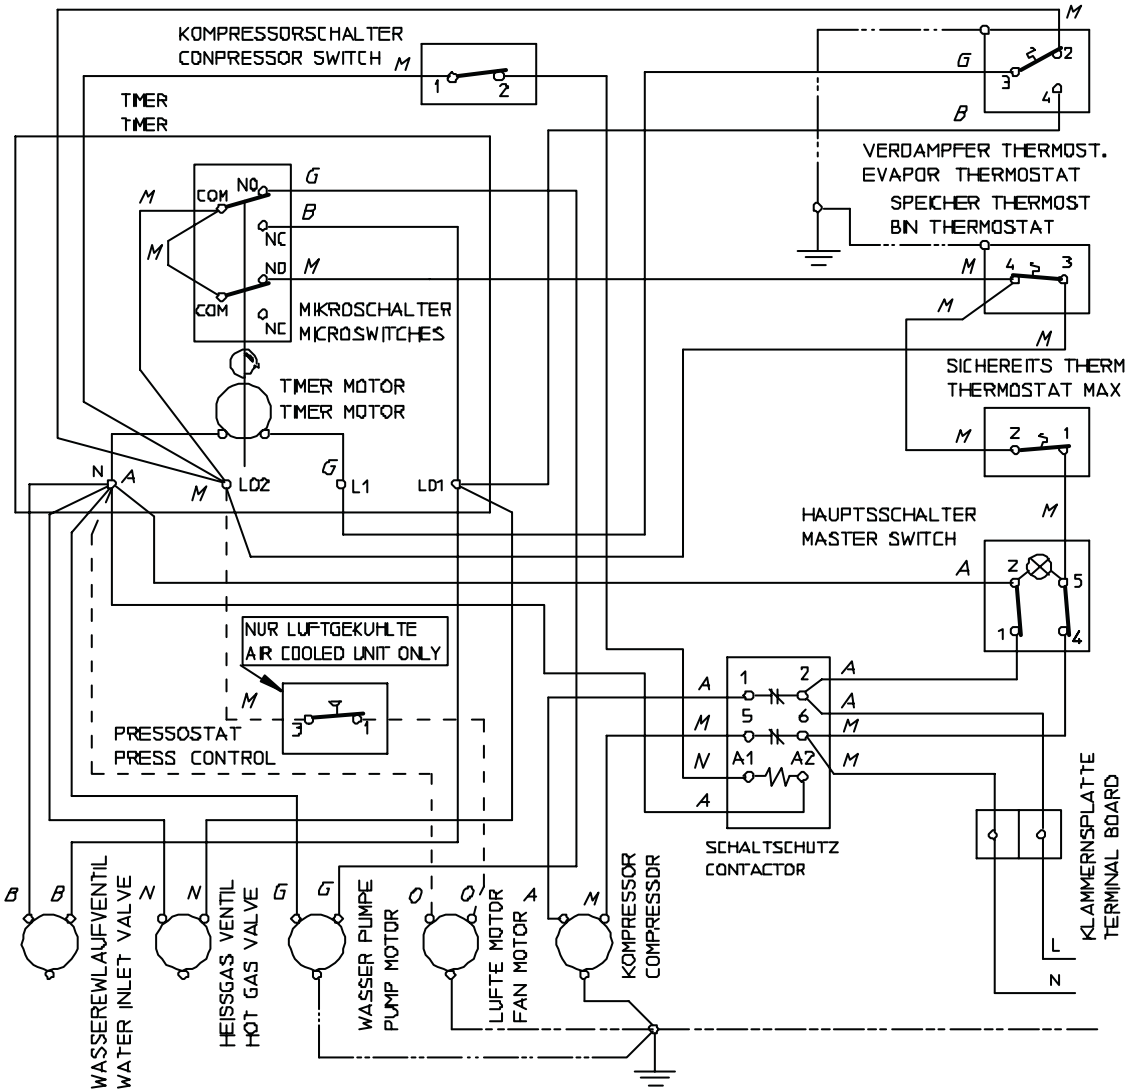 M
KOMPRESSORSCHALTER
CONPRESSOR SWITCH
M
1
2
G
3
2
4
B
TIMER
TIMER
VERDAMPFER THERMOST.
EVAPOR THERMOSTAT
SPEICHER THERMOST
BIN THERMOSTAT
G
NO
COM
M
B
NC
M
NO
M
COM
NC
MIKROSCHALTER
MICROSWITCHES
M
4
3
M
M
SICHEREITS THERM
THERMOSTAT MAX
TIMER MOTOR
TIMER MOTOR
M
2
1
N
A
M
LO2
G
L1
LO1
M
HAUPTSSCHALTER
MASTER SWITCH
A
2
5
1
4
NUR LUFTGEKUHLTE
AIR COOLED UNIT ONLY
M
3
1
PRESSOSTAT
PRESS CONTROL
A
1
2
A
A
M
5
6
M
N
A1
A2
M
A
SCHALTSCHUTZ
CONTACTOR
KLAMMERNSPLATTE
TERMINAL BOARD
B
B
N
N
G
G
O
O
A
M
WASSEREWLAUFVENTIL
WATER INLET VALVE
HEISSGAS VENTIL
HOT GAS VALVE
WASSER PUMPE
PUMP MOTOR
LUFTE MOTOR
FAN MOTOR
KOMPRESSOR
COMPRESSOR
L
N